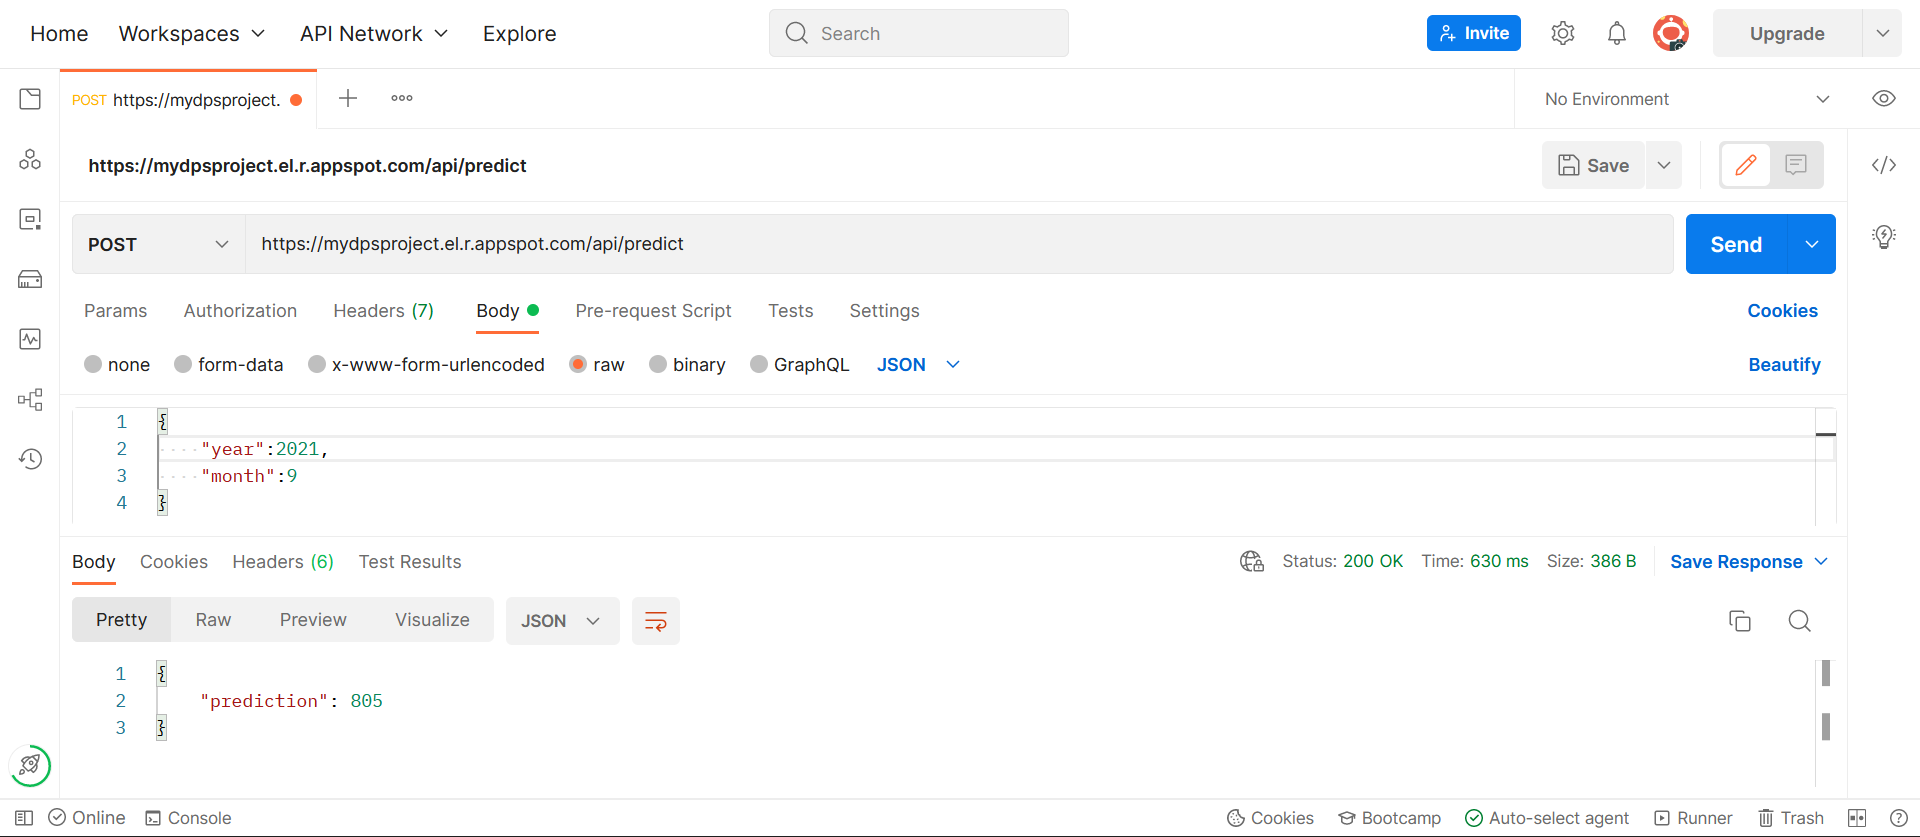 Home Workspaces API Network Explore Search Invite Upgrade
POST https://mydpsproject. No Environment
https://mydpsproject.el.r.appspot.com/api/predict Save
POST https://mydpsproject.el.r.appspot.com/api/predict Send
Params Authorization Headers (7) Body Pre-request Script Tests Settings Cookies
none form-data x-www-form-urlencoded raw binary GraphQL JSON Beautify
1 {
2 "year":2021,
3 "month":9
4 }
Body Cookies Headers (6) Test Results Status: 200 OK Time: 630 ms Size: 386 B Save Response
Pretty Raw Preview Visualize JSON
1 {
2 "prediction": 805
3 }
Online Console Cookies Bootcamp Auto-select agent Runner Trash